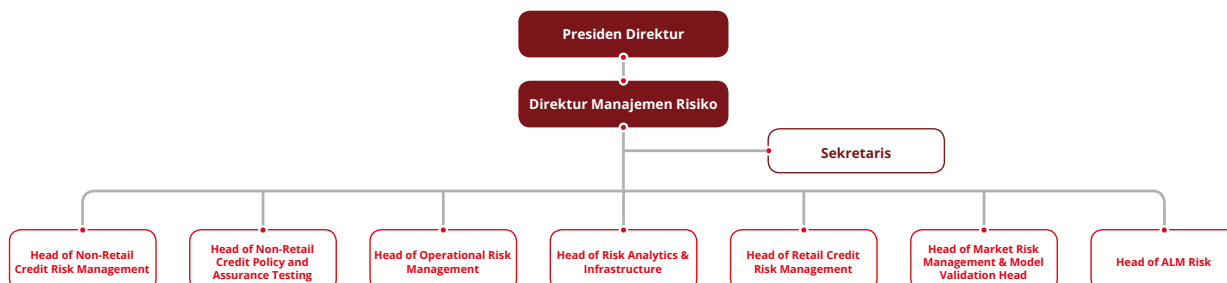 Presiden Direktur
Direktur Manajemen Risiko
Sekretaris
Head of Non-Retail
Credit Risk Management
Head of Non-Retail
Credit Policy and
Assurance Testing
Head of Operational Risk
Management
Head of Risk Analytics &
Infrastructure
Head of Retail Credit
Risk Management
Head of Market Risk
Management & Model
Validation Head
Head of ALM Risk